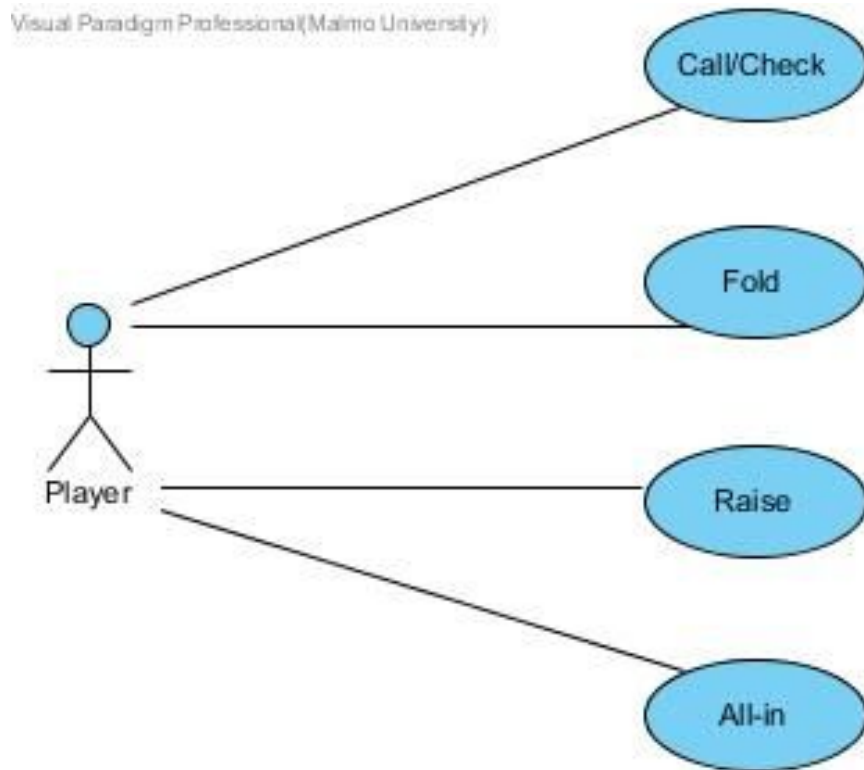 Visual Paradigm Professional(Malmo University)
Call/Check
Fold
Player
Raise
All-in